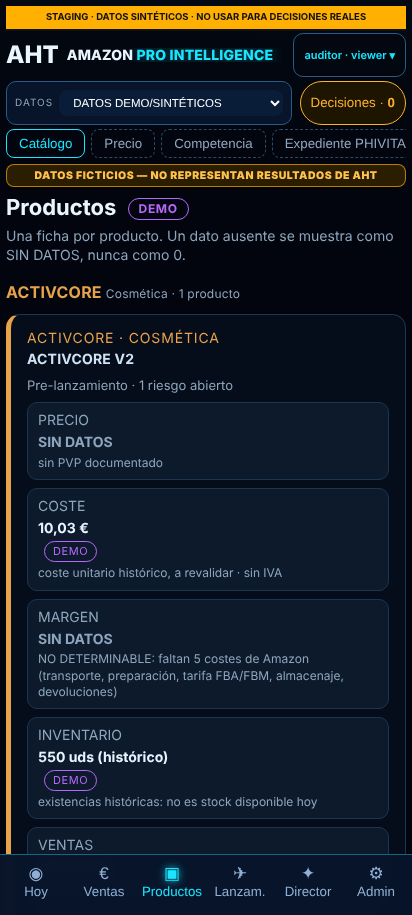 STAGING · DATOS SINTÉTICOS · NO USAR PARA DECISIONES REALES
AHT AMAZON PRO INTELLIGENCE
auditor · viewer ▾
DATOS DATOS DEMO/SINTÉTICOS
Decisiones · 0
Catálogo Precio Competencia Expediente PHIVITA
DATOS FICTICIOS — NO REPRESENTAN RESULTADOS DE AHT
Productos DEMO
Una ficha por producto. Un dato ausente se muestra como
SIN DATOS, nunca como 0.
ACTIVCORE Cosmética · 1 producto
ACTIVCORE · COSMÉTICA
ACTIVCORE V2
Pre-lanzamiento · 1 riesgo abierto
PRECIO
SIN DATOS
sin PVP documentado
COSTE
10,03 €
DEMO
coste unitario histórico, a revalidar · sin IVA
MARGEN
SIN DATOS
NO DETERMINABLE: faltan 5 costes de Amazon
(transporte, preparación, tarifa FBA/FBM, almacenaje,
devoluciones)
INVENTARIO
550 uds (histórico)
DEMO
existencias históricas: no es stock disponible hoy
VENTAS
Hoy € Ventas Productos Lanzam. Director Admin